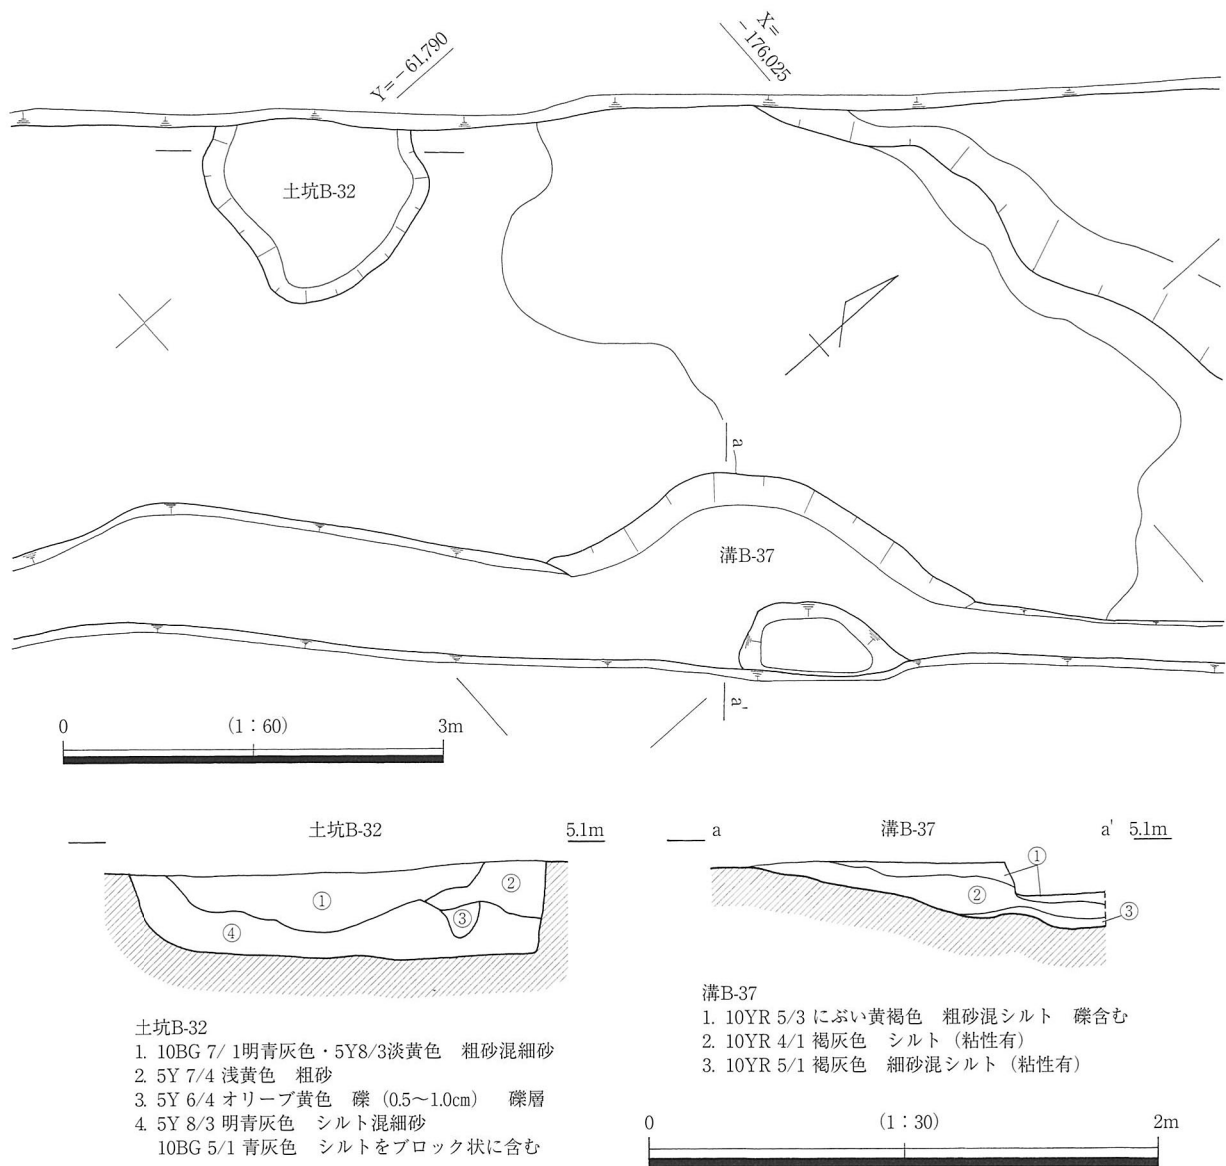 Y=-61,790
X=
-176,025
土坑B-32
a
溝B-37
a'
0 (1：60) 3m
土坑B-32 5.1m
① ② ③ ④
a 溝B-37 a' 5.1m
① ② ③
土坑B-32
1. 10BG 7/ 1明青灰色・5Y8/3淡黄色 粗砂混細砂
2. 5Y 7/4 浅黄色 粗砂
3. 5Y 6/4 オリーブ黄色 礫 (0.5～1.0㎝) 礫層
4. 5Y 8/3 明青灰色 シルト混細砂
10BG 5/1 青灰色 シルトをブロック状に含む
溝B-37
1. 10YR 5/3 にぶい黄褐色 粗砂混シルト 礫含む
2. 10YR 4/1 褐灰色 シルト (粘性有)
3. 10YR 5/1 褐灰色 細砂混シルト (粘性有)
0 (1：30) 2m